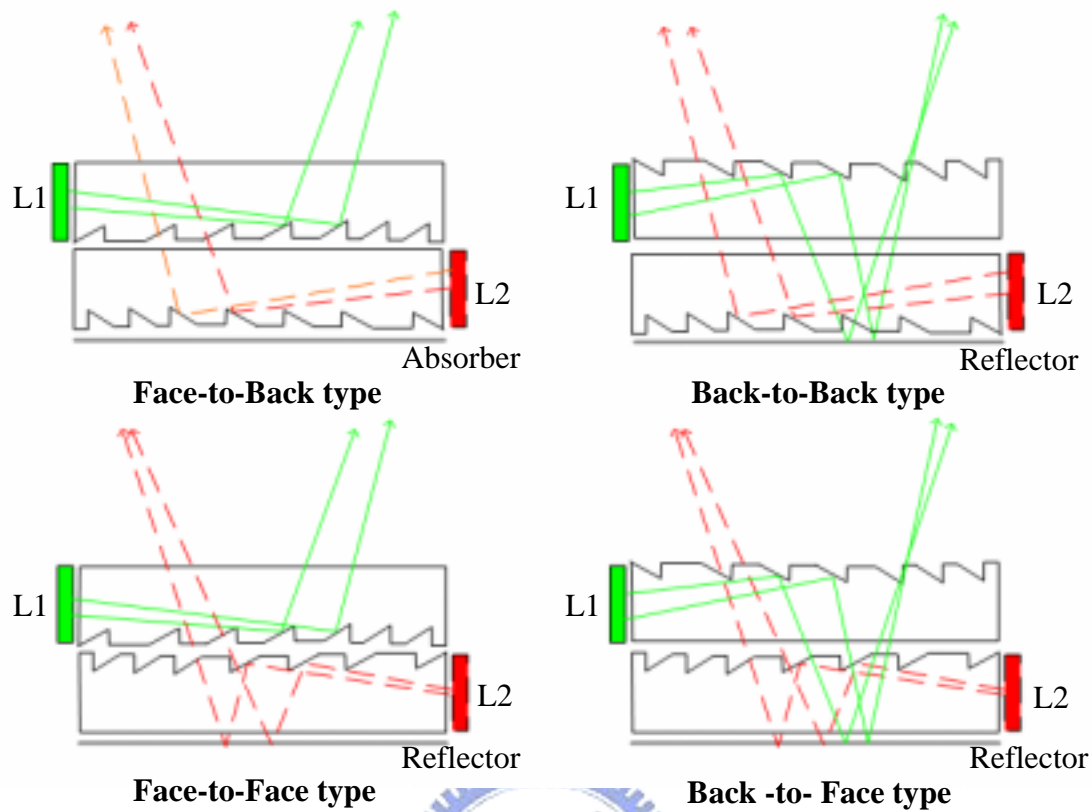 L1
L2
Absorber
Face-to-Back type
L1
L2
Reflector
Back-to-Back type
L1
L2
Reflector
Face-to-Face type
L1
L2
Reflector
Back -to- Face type